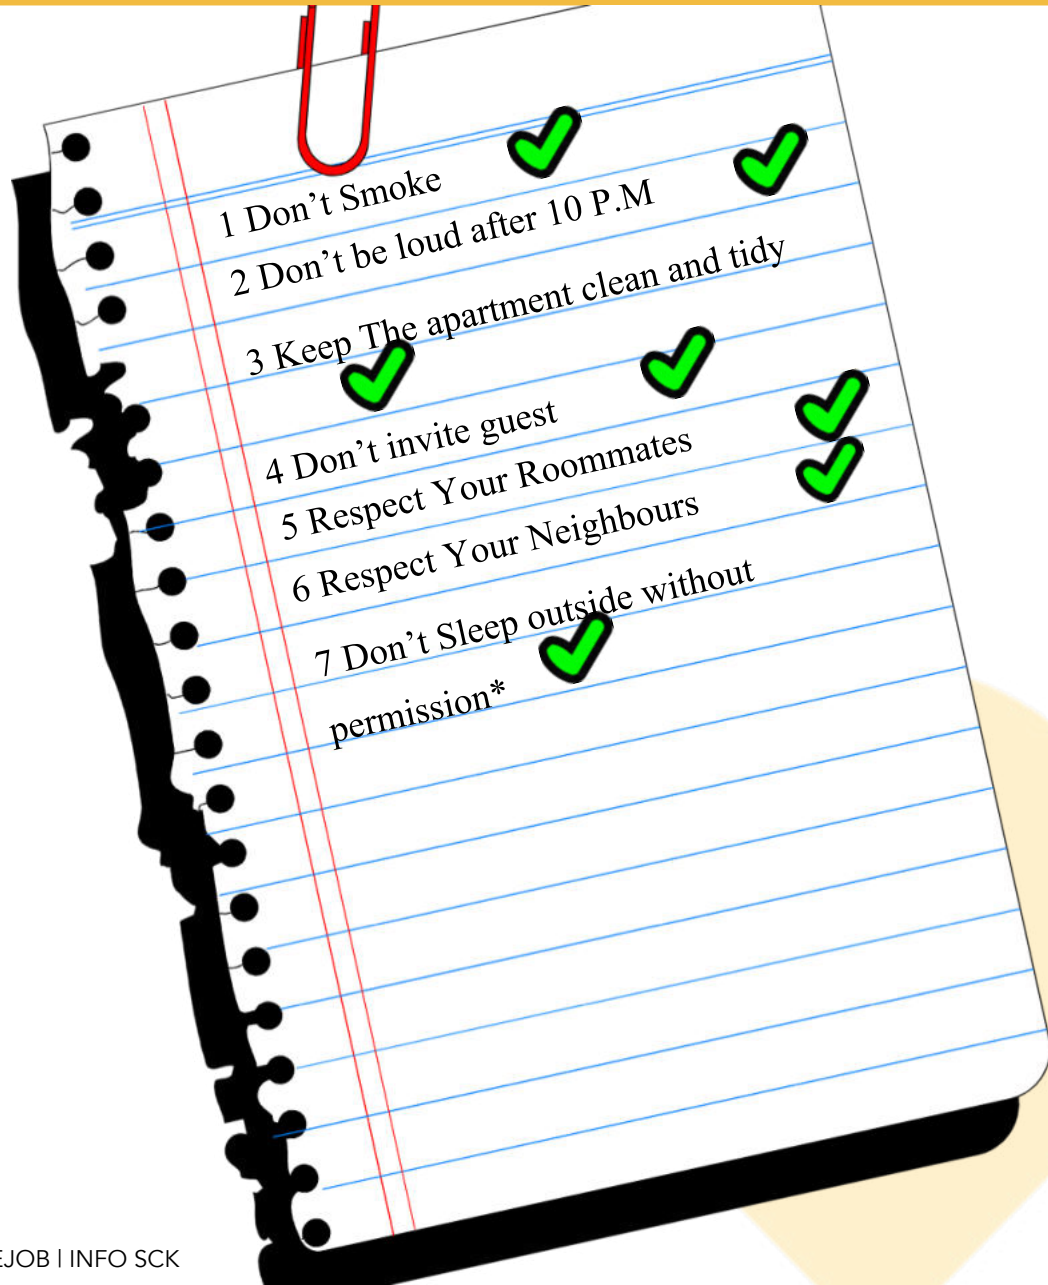 1 Don’t Smoke
2 Don’t be loud after 10 P.M
3 Keep The apartment clean and tidy
4 Don’t invite guest
5 Respect Your Roommates
6 Respect Your Neighbours
7 Don’t Sleep outside without
permission*
EJOB | INFO SCK